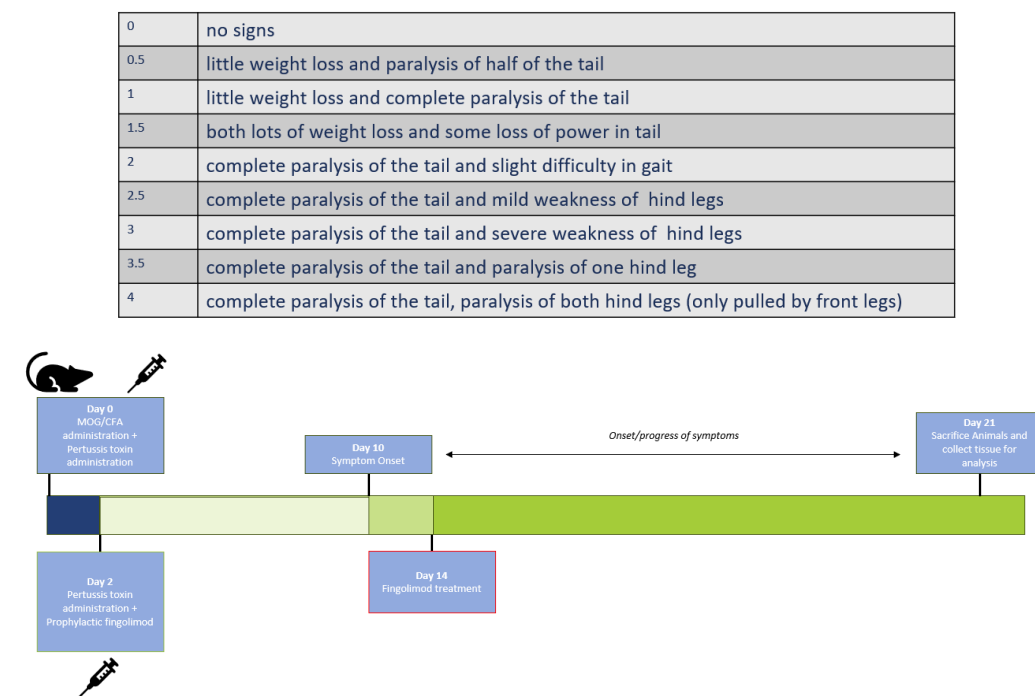 0 no signs
0.5 little weight loss and paralysis of half of the tail
1 little weight loss and complete paralysis of the tail
1.5 both lots of weight loss and some loss of power in tail
2 complete paralysis of the tail and slight difficulty in gait
2.5 complete paralysis of the tail and mild weakness of  hind legs
3 complete paralysis of the tail and severe weakness of  hind legs
3.5 complete paralysis of the tail and paralysis of one hind leg
4 complete paralysis of the tail, paralysis of both hind legs (only pulled by front legs)
Day 0
MOG/CFA
administration +
Pertussis toxin
administration
Day 10
Symptom Onset
Onset/progress of symptoms
Day 21
Sacrifice Animals and
collect tissue for
analysis
Day 2
Pertussis toxin
administration +
Prophylactic fingolimod
Day 14
Fingolimod treatment